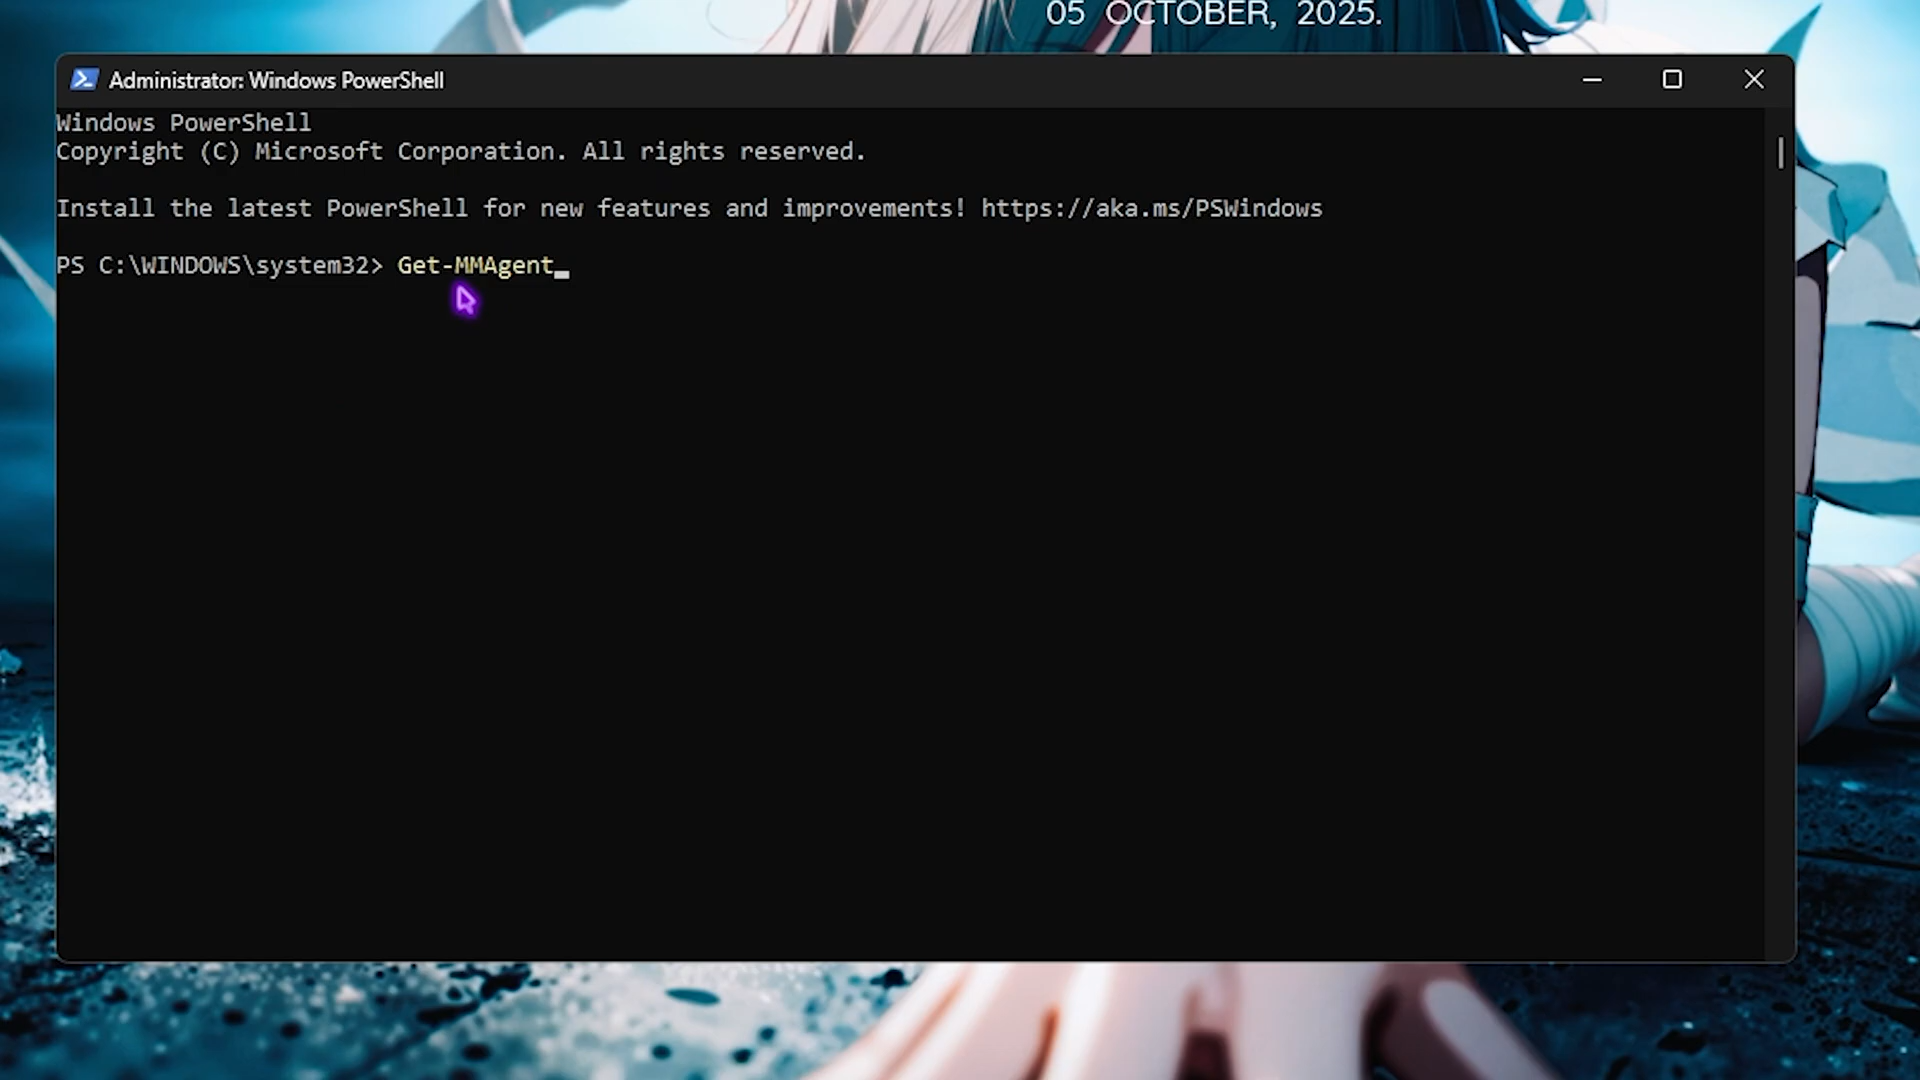 05 OCTOBER, 2025.
Administrator: Windows PowerShell
Windows PowerShell
Copyright (C) Microsoft Corporation. All rights reserved.
Install the latest PowerShell for new features and improvements! https://aka.ms/PSWindows
PS C:\WINDOWS\system32> Get-MMAgent